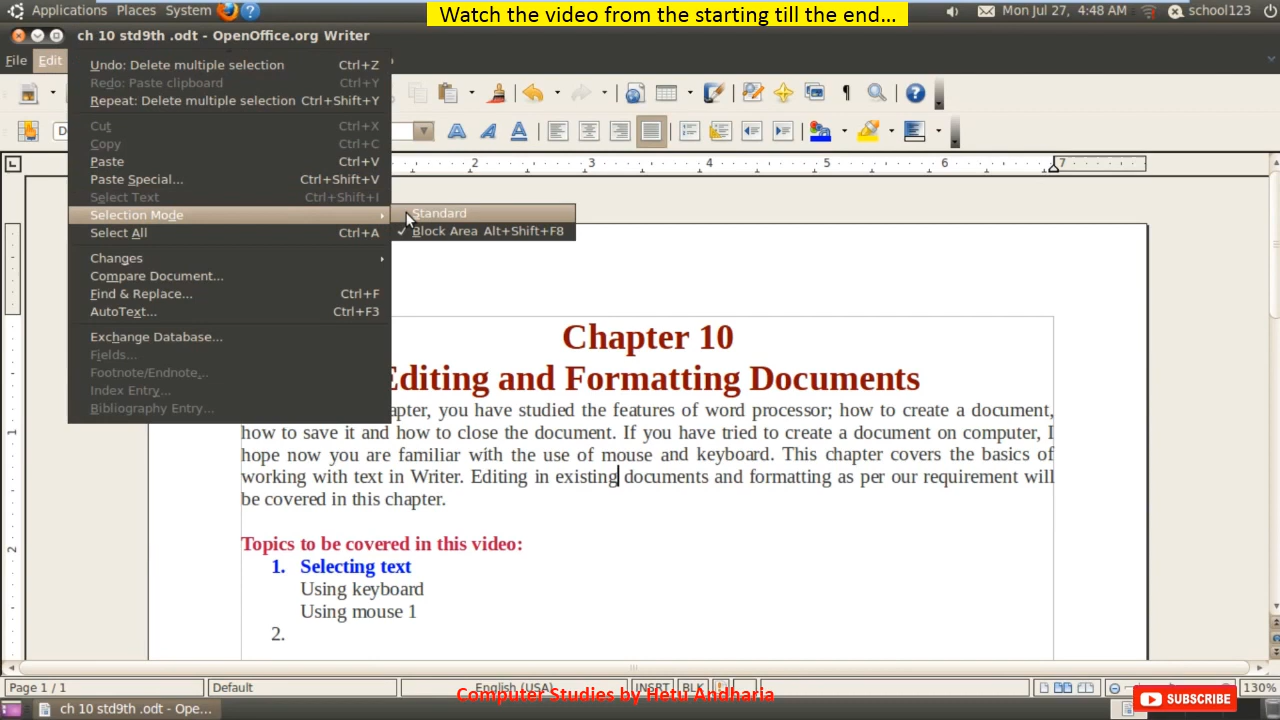 Watch the video from the starting till the end...
Applications Places System
Mon Jul 27, 4:48 AM
school123
ch 10 std9th .odt - OpenOffice.org Writer
File Edit
Undo: Delete multiple selection Ctrl+Z
Redo: Paste clipboard Ctrl+Y
Repeat: Delete multiple selection Ctrl+Shift+Y
Cut Ctrl+X
Copy Ctrl+C
Paste Ctrl+V
Paste Special... Ctrl+Shift+V
Select Text Ctrl+Shift+I
Selection Mode
Select All Ctrl+A
Changes
Compare Document...
Find & Replace... Ctrl+F
AutoText... Ctrl+F3
Exchange Database...
Fields...
Footnote/Endnote...
Index Entry...
Bibliography Entry...
Standard
Block Area Alt+Shift+F8
2 3 4 5 6 7
1
2
Chapter 10
Editing and Formatting Documents
apter, you have studied the features of word processor; how to create a document,
how to save it and how to close the document. If you have tried to create a document on computer, I
hope now you are familiar with the use of mouse and keyboard. This chapter covers the basics of
working with text in Writer. Editing in existing documents and formatting as per our requirement will
be covered in this chapter.
Topics to be covered in this video:
1. Selecting text
Using keyboard
Using mouse 1
2.
Page 1 / 1 Default English (USA) INSRT BLK 130%
Computer Studies by Hetu Andharia
ch 10 std9th .odt - Ope...
SUBSCRIBE